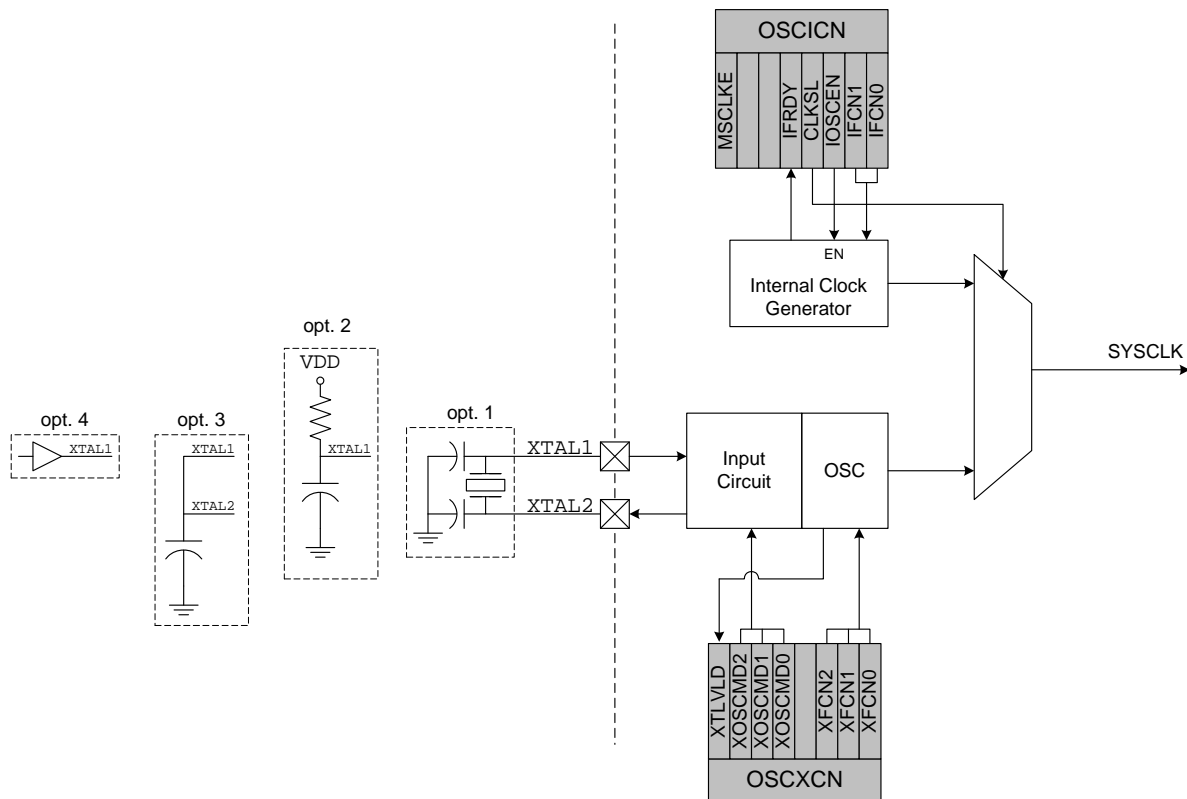 OSCICN
MSCLKE
IFRDY
CLKSL
IOSCEN
IFCN1
IFCN0
EN
Internal Clock
Generator
SYSCLK
opt. 4
XTAL1
opt. 3
XTAL1
XTAL2
opt. 2
VDD
XTAL1
opt. 1
XTAL1
XTAL2
Input
Circuit
OSC
XTLVLD
XOSCMD2
XOSCMD1
XOSCMD0
XFCN2
XFCN1
XFCN0
OSCXCN